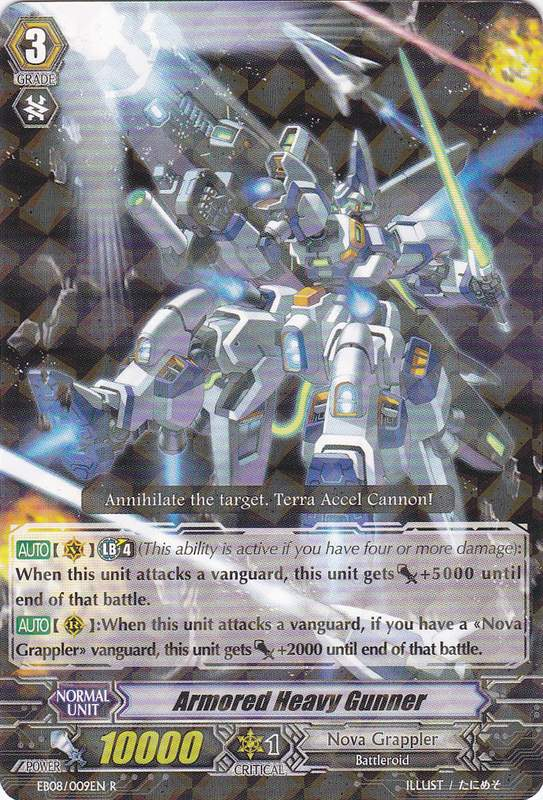 3
GRADE
Annihilate the target. Terra Accel Cannon!
AUTO【 V 】LB 4 (This ability is active if you have four or more damage):
When this unit attacks a vanguard, this unit gets +5000 until
end of that battle.
AUTO【 R 】:When this unit attacks a vanguard, if you have a «Nova
Grappler» vanguard, this unit gets +2000 until end of that battle.
NORMAL
UNIT
Armored Heavy Gunner
POWER
10000
1
CRITICAL
Nova Grappler
Battleroid
EB08/009EN R
ILLUST / たにめそ